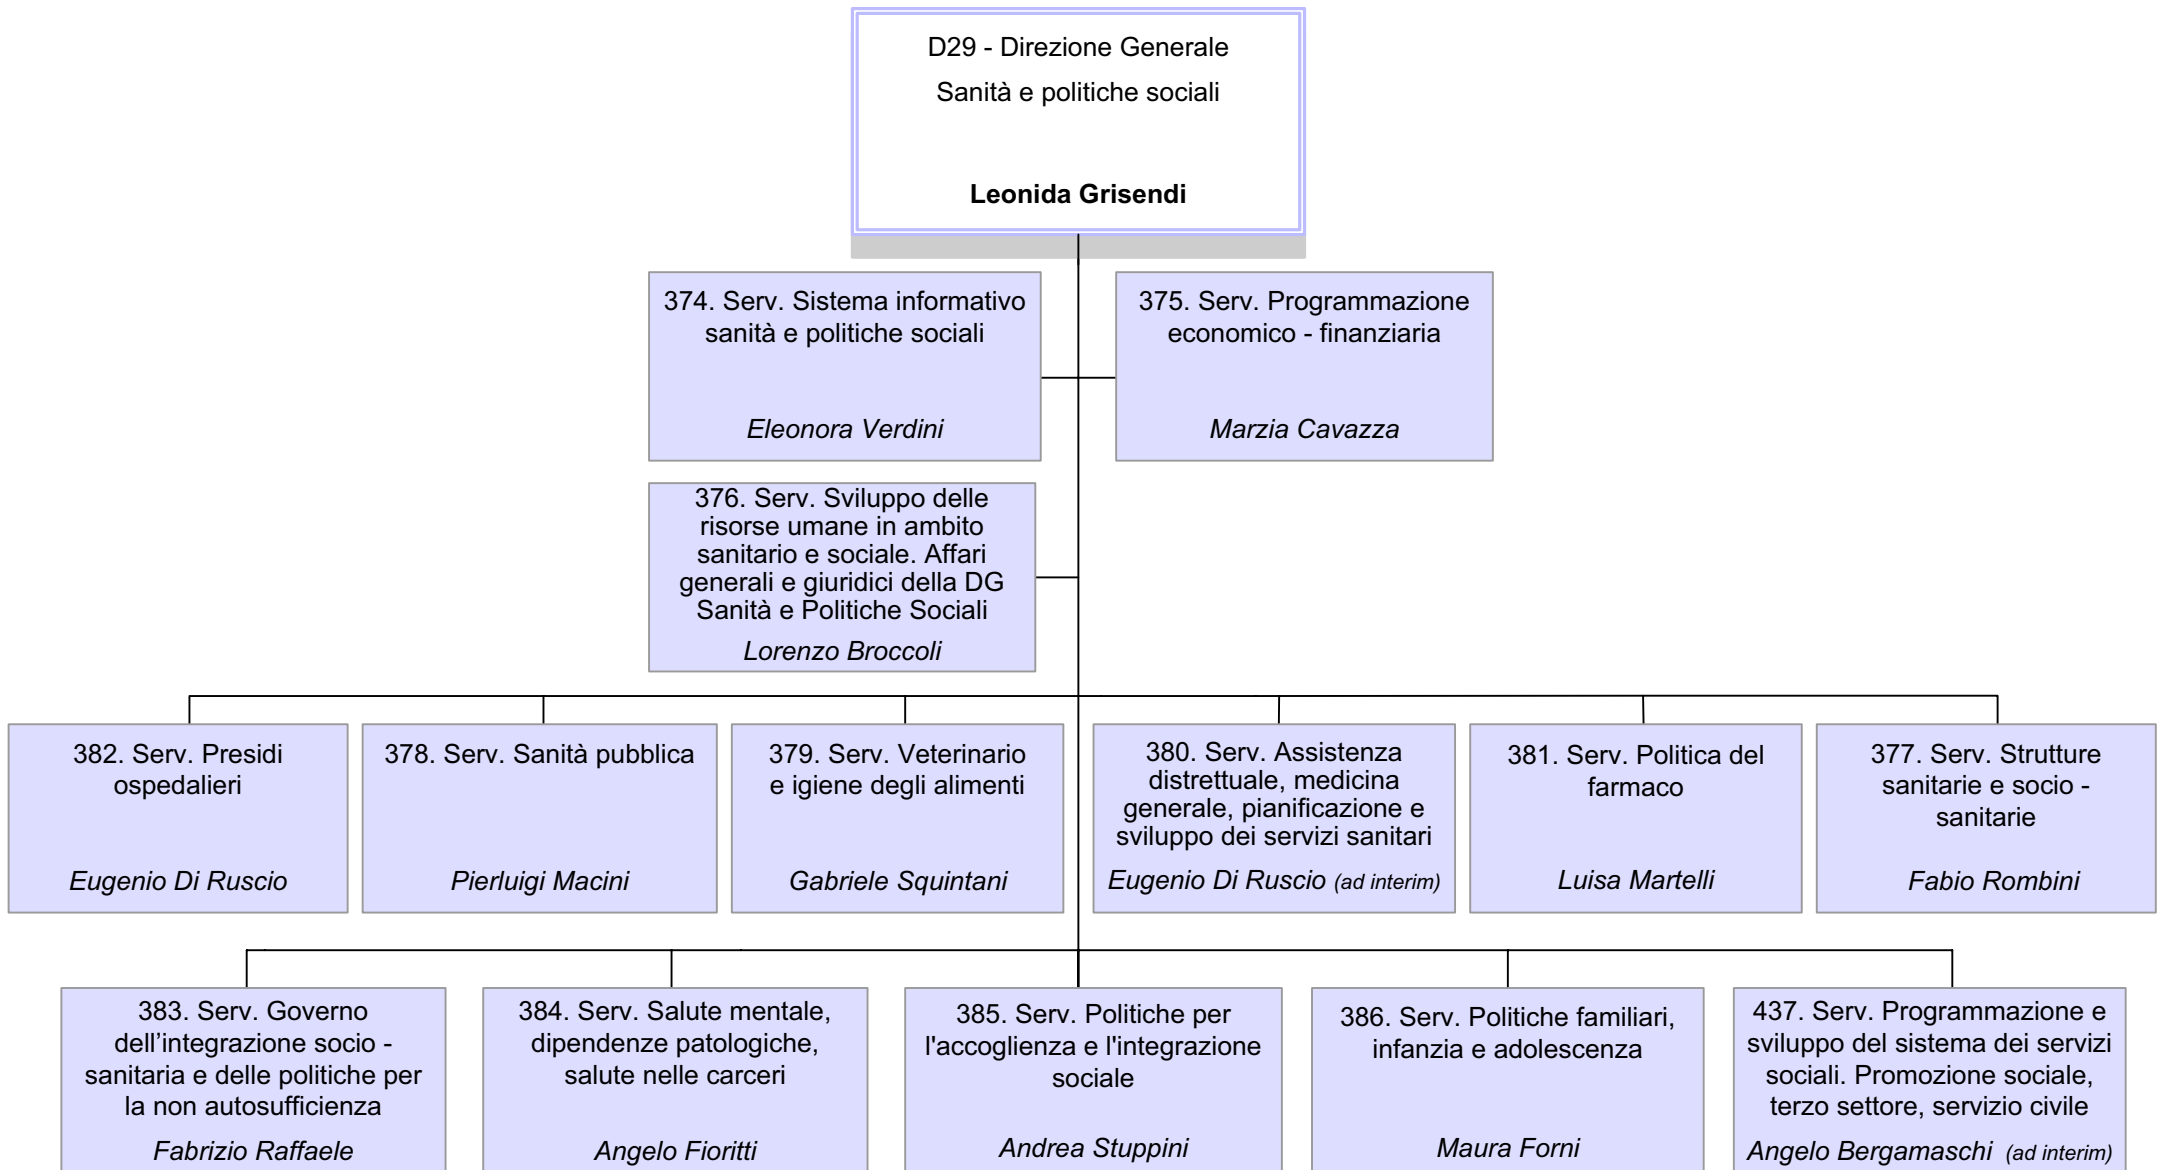 D29 - Direzione Generale
Sanità e politiche sociali
Leonida Grisendi
374. Serv. Sistema informativo
sanità e politiche sociali
Eleonora Verdini
375. Serv. Programmazione
economico - finanziaria
Marzia Cavazza
376. Serv. Sviluppo delle
risorse umane in ambito
sanitario e sociale. Affari
generali e giuridici della DG
Sanità e Politiche Sociali
Lorenzo Broccoli
382. Serv. Presidi
ospedalieri
Eugenio Di Ruscio
378. Serv. Sanità pubblica
Pierluigi Macini
379. Serv. Veterinario
e igiene degli alimenti
Gabriele Squintani
380. Serv. Assistenza
distrettuale, medicina
generale, pianificazione e
sviluppo dei servizi sanitari
Eugenio Di Ruscio (ad interim)
381. Serv. Politica del
farmaco
Luisa Martelli
377. Serv. Strutture
sanitarie e socio -
sanitarie
Fabio Rombini
383. Serv. Governo
dell’integrazione socio -
sanitaria e delle politiche per
la non autosufficienza
Fabrizio Raffaele
384. Serv. Salute mentale,
dipendenze patologiche,
salute nelle carceri
Angelo Fioritti
385. Serv. Politiche per
l'accoglienza e l'integrazione
sociale
Andrea Stuppini
386. Serv. Politiche familiari,
infanzia e adolescenza
Maura Forni
437. Serv. Programmazione e
sviluppo del sistema dei servizi
sociali. Promozione sociale,
terzo settore, servizio civile
Angelo Bergamaschi (ad interim)